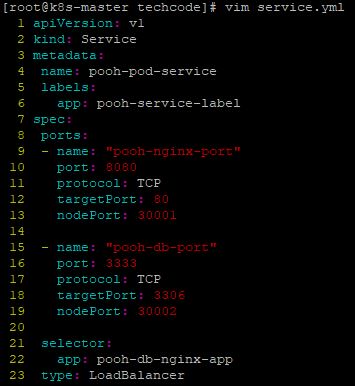 [root@k8s-master techcode]# vim service.yml
1 apiVersion: v1
2 kind: Service
3 metadata:
4   name: pooh-pod-service
5   labels:
6     app: pooh-service-label
7 spec:
8   ports:
9   - name: "pooh-nginx-port"
10     port: 8080
11     protocol: TCP
12     targetPort: 80
13     nodePort: 30001
14
15   - name: "pooh-db-port"
16     port: 3333
17     protocol: TCP
18     targetPort: 3306
19     nodePort: 30002
20
21   selector:
22     app: pooh-db-nginx-app
23   type: LoadBalancer